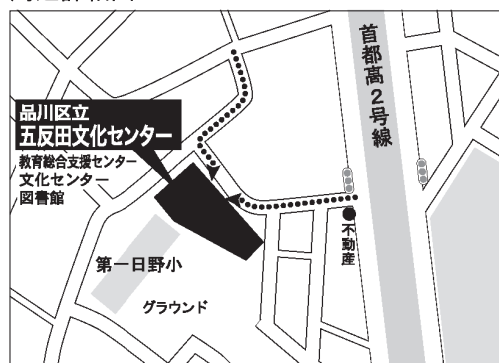 品川区立
五反田文化センター
教育総合支援センター
文化センター
図書館
首都高2号線
不動産
第一日野小
グラウンド